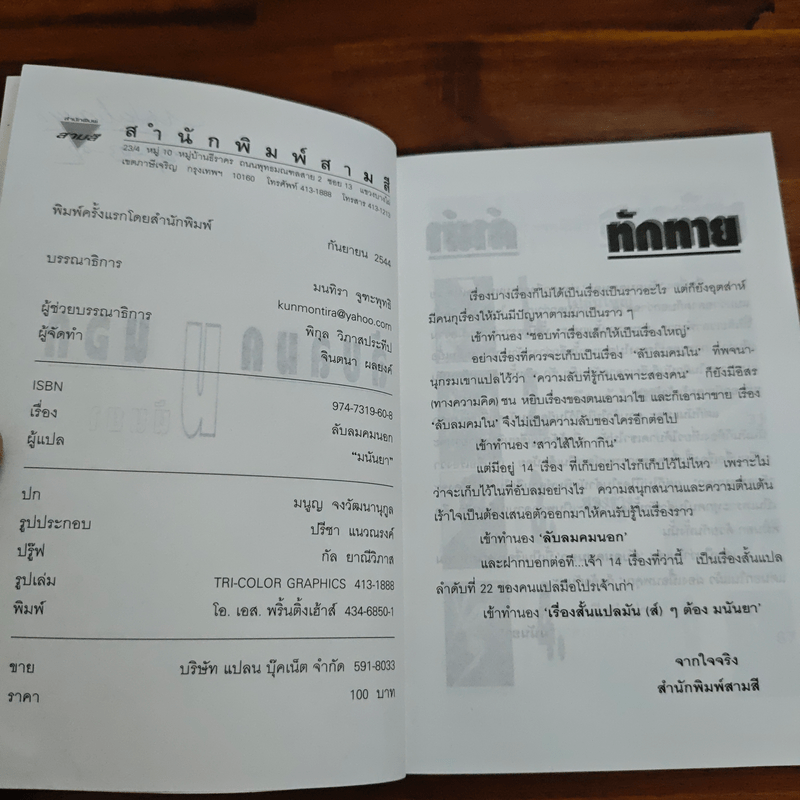 สำนักพิมพ์
สามสี
สำนักพิมพ์สามสี
23/4 หมู่ 10 หมู่บ้านธีราคร ถนนพุทธมณฑลสาย 2 ซอย 13 แขวงบางไผ่
เขตภาษีเจริญ กรุงเทพฯ 10160 โทรศัพท์ 413-1888 โทรสาร 413-1213
พิมพ์ครั้งแรกโดยสำนักพิมพ์
กันยายน 2544
บรรณาธิการ
มนทิรา จูฑะพุทธิ
kunmontira@yahoo.com
ผู้ช่วยบรรณาธิการ พิกุล วิภาสประทีป
ผู้จัดทำ จินตนา ผลยงค์
ISBN 974-7319-60-8
เรื่อง ลับลมคมนอก
ผู้แปล "มนันยา"
ปก มนูญ จงวัฒนานุกูล
รูปประกอบ ปรีชา แนวณรงค์
ปรู๊ฟ กัล ยาณีวิภาส
รูปเล่ม TRI-COLOR GRAPHICS 413-1888
พิมพ์ โอ. เอส. พริ้นติ้งเฮ้าส์ 434-6850-1
ขาย บริษัท แปลน บุ๊คเน็ต จำกัด 591-8033
ราคา 100 บาท
ทักทาย
เรื่องบางเรื่องก็ไม่ได้เป็นเรื่องเป็นราวอะไร แต่ก็ยังอุตส่าห์
มีคนกุเรื่องให้มันมีปัญหาตามมาเป็นราว ๆ
เข้าทำนอง 'ชอบทำเรื่องเล็กให้เป็นเรื่องใหญ่'
อย่างเรื่องที่ควรจะเก็บเป็นเรื่อง 'ลับลมคมใน' ที่พจนา-
นุกรมเขาแปลไว้ว่า 'ความลับที่รู้กันเฉพาะสองคน' ก็ยังมีอิสร
(ทางความคิด) ชน หยิบเรื่องของตนเอามาไข และก็เอามาขาย เรื่อง
'ลับลมคมใน' จึงไม่เป็นความลับของใครอีกต่อไป
เข้าทำนอง 'สาวไส้ให้กากิน'
แต่มีอยู่ 14 เรื่อง ที่เก็บอย่างไรก็เก็บไว้ไม่ไหว เพราะไม่
ว่าจะเก็บไว้ในที่อับลมอย่างไร ความสนุกสนานและความตื่นเต้น
เร้าใจเป็นต้องเสนอตัวออกมาให้คนรับรู้ในเรื่องราว
เข้าทำนอง 'ลับลมคมนอก'
และฝากบอกต่อที...เจ้า 14 เรื่องที่ว่านี้ เป็นเรื่องสั้นแปล
ลำดับที่ 22 ของคนแปลมือโปรเจ้าเก่า
เข้าทำนอง 'เรื่องสั้นแปลมัน (ส์) ๆ ต้อง มนันยา'
จากใจจริง
สำนักพิมพ์สามสี